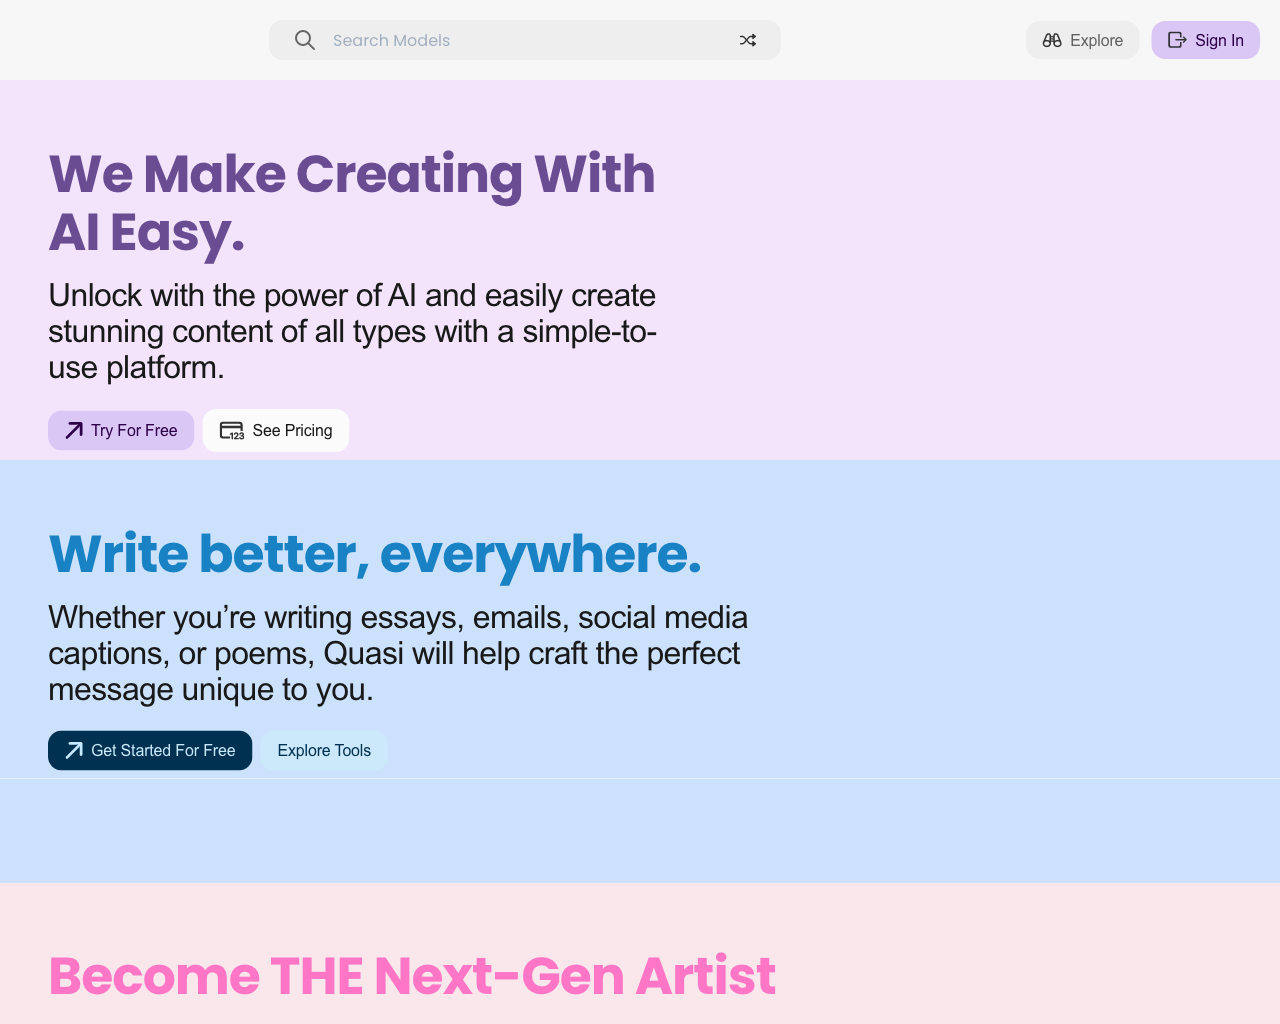 Search Models
Explore
Sign In
We Make Creating With
AI Easy.
Unlock with the power of AI and easily create
stunning content of all types with a simple-to-
use platform.
Try For Free
123
See Pricing
Write better, everywhere.
Whether you’re writing essays, emails, social media
captions, or poems, Quasi will help craft the perfect
message unique to you.
Get Started For Free
Explore Tools
Become THE Next-Gen Artist